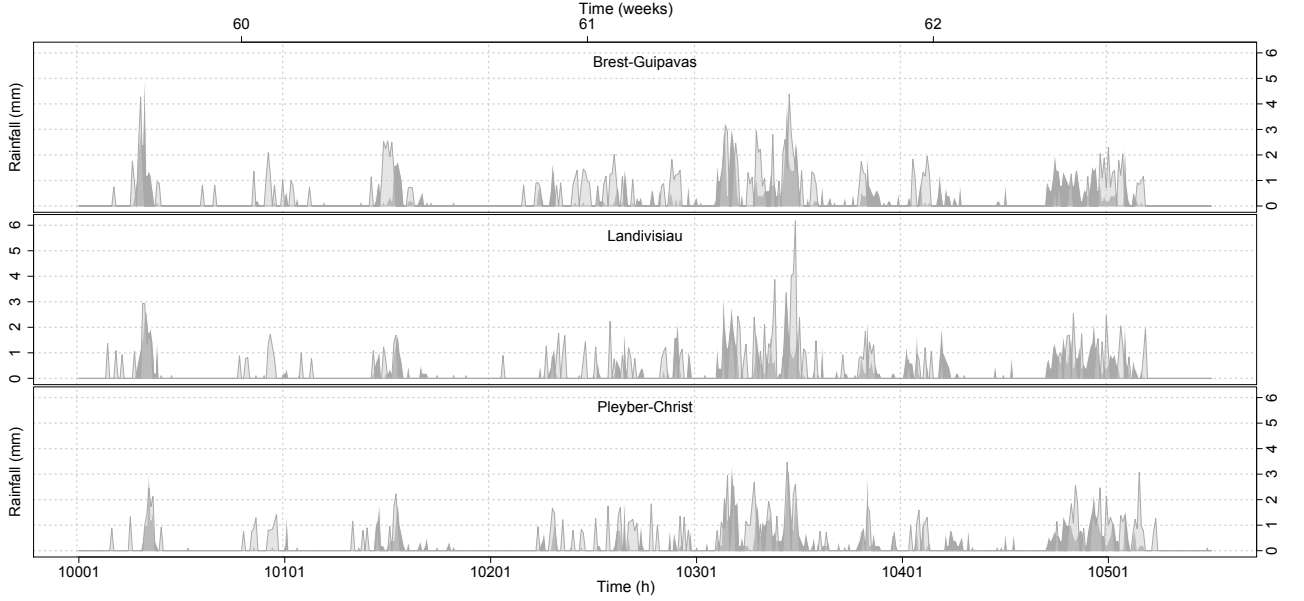 Time (weeks)
60 61 62
Brest-Guipavas
Rainfall (mm)
0 1 2 3 4 5 6
Landivisiau
0 1 2 3 4 5 6
Pleyber-Christ
Rainfall (mm)
0 1 2 3 4 5 6
10001 10101 10201 10301 10401 10501
Time (h)